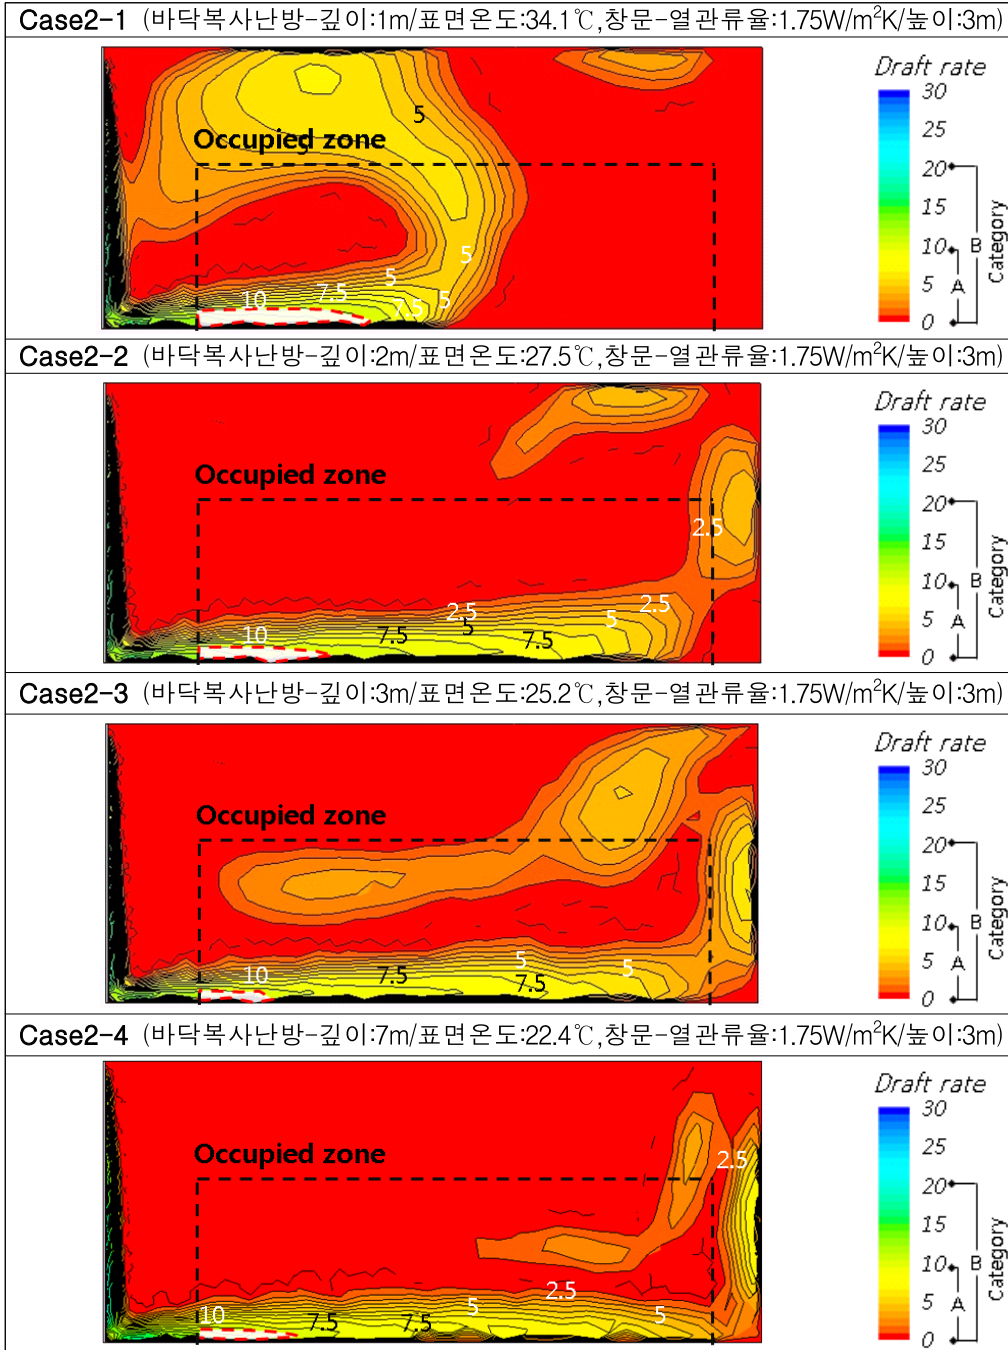 Case2-1 (바닥복사난방-깊이:1m/표면온도:34.1℃,창문-열관류율:1.75W/m²K/높이:3m)
Draft rate
30
25
20
15
10
5
0
A
B
Category
Occupied zone
5
5
5
5
10
7.5
7.5
5
Case2-2 (바닥복사난방-깊이:2m/표면온도:27.5℃,창문-열관류율:1.75W/m²K/높이:3m)
Draft rate
30
25
20
15
10
5
0
A
B
Category
Occupied zone
2.5
2.5
2.5
10
7.5
5
7.5
5
Case2-3 (바닥복사난방-깊이:3m/표면온도:25.2℃,창문-열관류율:1.75W/m²K/높이:3m)
Draft rate
30
25
20
15
10
5
0
A
B
Category
Occupied zone
10
7.5
5
7.5
5
Case2-4 (바닥복사난방-깊이:7m/표면온도:22.4℃,창문-열관류율:1.75W/m²K/높이:3m)
Draft rate
30
25
20
15
10
5
0
A
B
Category
Occupied zone
2.5
2.5
10
7.5
7.5
5
5